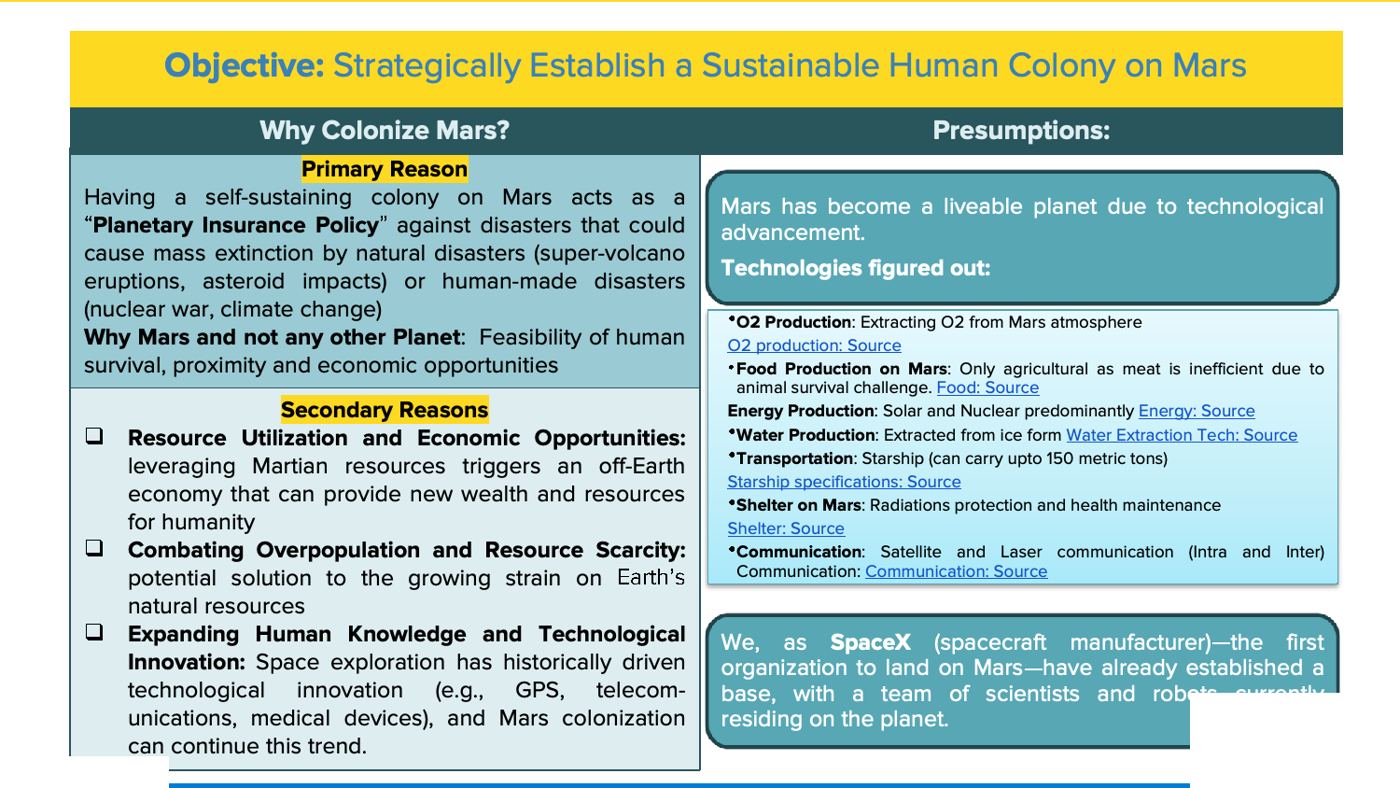 Objective: Strategically Establish a Sustainable Human Colony on Mars
Why Colonize Mars?
Primary Reason
Having a self-sustaining colony on Mars acts as a
“Planetary Insurance Policy” against disasters that could
cause mass extinction by natural disasters (super-volcano
eruptions, asteroid impacts) or human-made disasters
(nuclear war, climate change)
Why Mars and not any other Planet: Feasibility of human
survival, proximity and economic opportunities
Secondary Reasons
❑ Resource Utilization and Economic Opportunities:
leveraging Martian resources triggers an off-Earth
economy that can provide new wealth and resources
for humanity
❑ Combating Overpopulation and Resource Scarcity:
potential solution to the growing strain on Earth’s
natural resources
❑ Expanding Human Knowledge and Technological
Innovation: Space exploration has historically driven
technological innovation (e.g., GPS, telecom-
unications, medical devices), and Mars colonization
can continue this trend.
Presumptions:
Mars has become a liveable planet due to technological
advancement.
Technologies figured out:
•O2 Production: Extracting O2 from Mars atmosphere
O2 production: Source
•Food Production on Mars: Only agricultural as meat is inefficient due to
animal survival challenge. Food: Source
Energy Production: Solar and Nuclear predominantly Energy: Source
•Water Production: Extracted from ice form Water Extraction Tech: Source
•Transportation: Starship (can carry upto 150 metric tons)
Starship specifications: Source
•Shelter on Mars: Radiations protection and health maintenance
Shelter: Source
•Communication: Satellite and Laser communication (Intra and Inter)
Communication: Communication: Source
We, as SpaceX (spacecraft manufacturer)—the first
organization to land on Mars—have already established a
base, with a team of scientists and robots currently
residing on the planet.